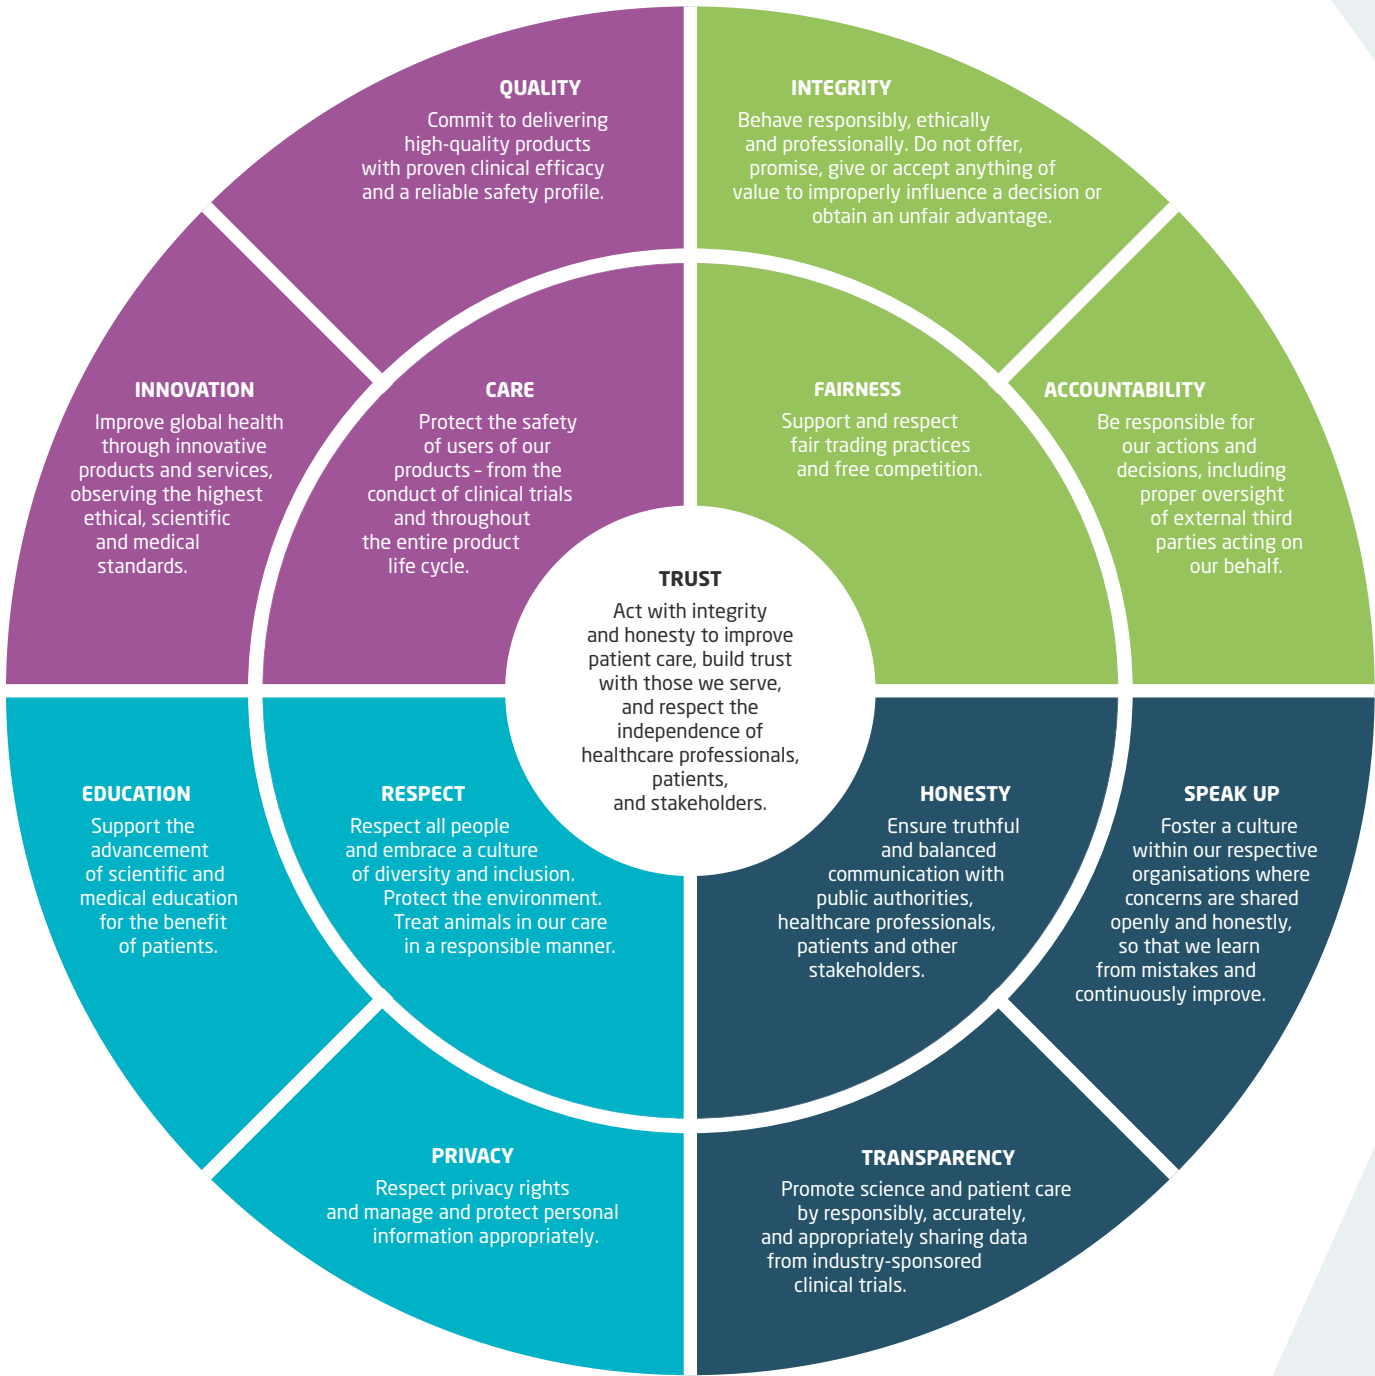 QUALITY
Commit to delivering
high-quality products
with proven clinical efficacy
and a reliable safety profile.
INTEGRITY
Behave responsibly, ethically
and professionally. Do not offer,
promise, give or accept anything of
value to improperly influence a decision or
obtain an unfair advantage.
INNOVATION
Improve global health
through innovative
products and services,
observing the highest
ethical, scientific
and medical
standards.
CARE
Protect the safety
of users of our
products – from the
conduct of clinical trials
and throughout
the entire product
life cycle.
FAIRNESS
Support and respect
fair trading practices
and free competition.
ACCOUNTABILITY
Be responsible for
our actions and
decisions, including
proper oversight
of external third
parties acting on
our behalf.
TRUST
Act with integrity
and honesty to improve
patient care, build trust
with those we serve,
and respect the
independence of
healthcare professionals,
patients,
and stakeholders.
EDUCATION
Support the
advancement
of scientific and
medical education
for the benefit
of patients.
RESPECT
Respect all people
and embrace a culture
of diversity and inclusion.
Protect the environment.
Treat animals in our care
in a responsible manner.
HONESTY
Ensure truthful
and balanced
communication with
public authorities,
healthcare professionals,
patients and other
stakeholders.
SPEAK UP
Foster a culture
within our respective
organisations where
concerns are shared
openly and honestly,
so that we learn
from mistakes and
continuously improve.
PRIVACY
Respect privacy rights
and manage and protect personal
information appropriately.
TRANSPARENCY
Promote science and patient care
by responsibly, accurately,
and appropriately sharing data
from industry-sponsored
clinical trials.